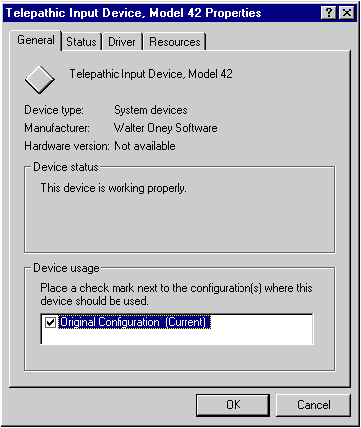 Telepathic Input Device, Model 42 Properties
General Status Driver Resources
Telepathic Input Device, Model 42
Device type: System devices
Manufacturer: Walter Oney Software
Hardware version: Not available
Device status
This device is working properly.
Device usage
Place a check mark next to the configuration(s) where this
device should be used.
Original Configuration (Current)
OK Cancel